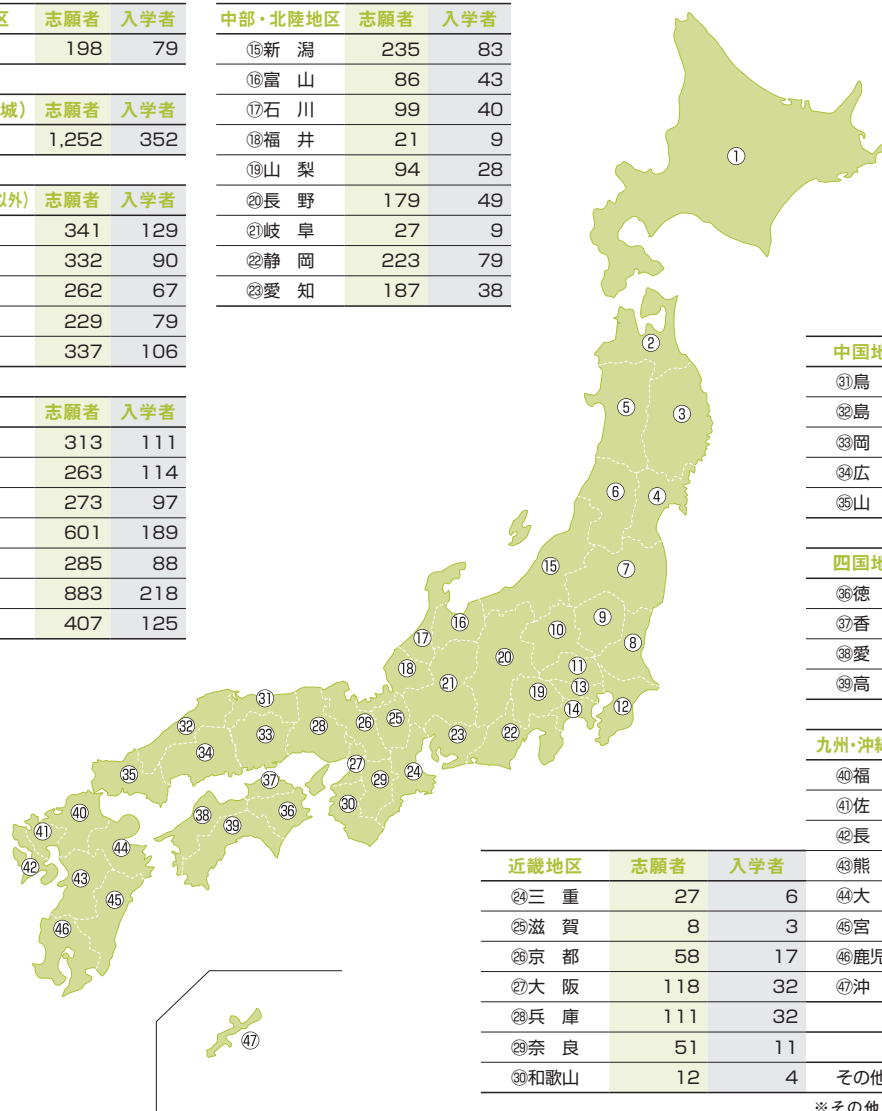 区 志願者 入学者
198 79
城) 志願者 入学者
1,252 352
以外) 志願者 入学者
341 129
332 90
262 67
229 79
337 106
志願者 入学者
313 111
263 114
273 97
601 189
285 88
883 218
407 125
中部・北陸地区 志願者 入学者
⑮新 潟 235 83
⑯富 山 86 43
⑰石 川 99 40
⑱福 井 21 9
⑲山 梨 94 28
⑳長 野 179 49
㉑岐 阜 27 9
㉒静 岡 223 79
㉓愛 知 187 38
①
②
⑤
③
⑥
④
⑮
⑦
⑯
⑩
⑨
⑰
⑧
⑱
⑳
⑪
㉑
⑲
⑬
⑭
⑫
㉛
㉜
㉝
㉘
㉖
㉕
㉓
㉒
㉞
㉟
㉗
㉙
㉔
㊲
㉚
㊵
㊳
㊴
㊱
㊶
㊷
㊹
㊸
㊺
㊻
㊼
中国地
㉛鳥
㉜島
㉝岡
㉞広
㉟山
四国地
㊱徳
㊲香
㊳愛
㊴高
九州・沖縄
㊵福
㊶佐
㊷長
㊸熊
㊹大
㊺宮
㊻鹿児
㊼沖
その他
※その他
近畿地区 志願者 入学者
㉔三 重 27 6
㉕滋 賀 8 3
㉖京 都 58 17
㉗大 阪 118 32
㉘兵 庫 111 32
㉙奈 良 51 11
㉚和歌山 12 4